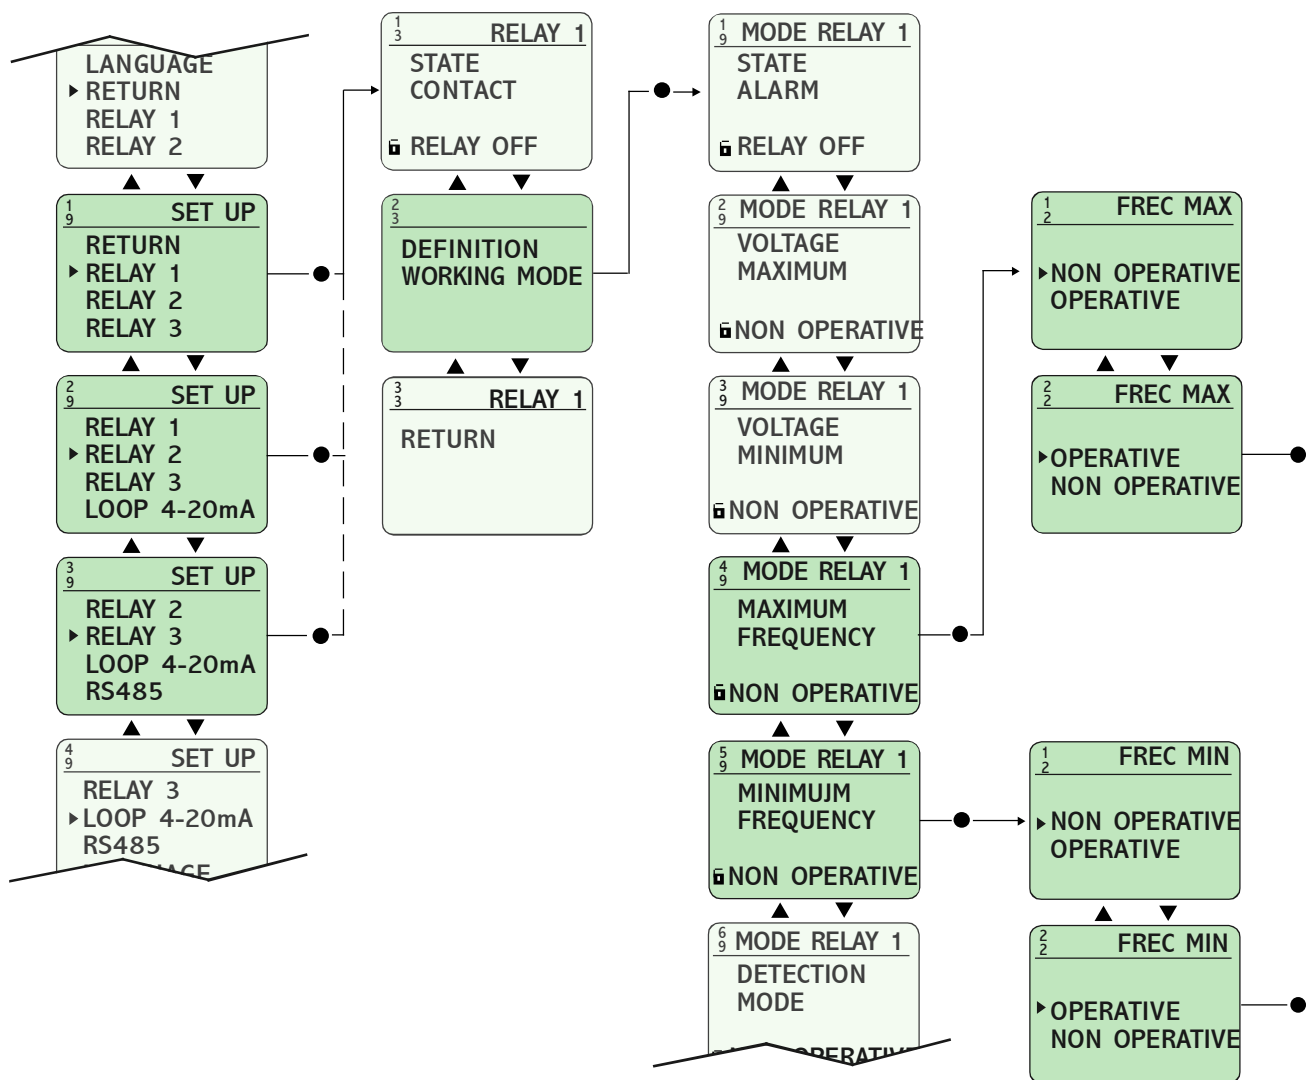 LANGUAGE
RETURN
RELAY 1
RELAY 2
1
9
SET UP
RETURN
RELAY 1
RELAY 2
RELAY 3
2
9
SET UP
RELAY 1
RELAY 2
RELAY 3
LOOP 4-20mA
3
9
SET UP
RELAY 2
RELAY 3
LOOP 4-20mA
RS485
4
9
SET UP
RELAY 3
LOOP 4-20mA
RS485
1
3
RELAY 1
STATE
CONTACT
RELAY OFF
2
3
DEFINITION
WORKING MODE
3
3
RELAY 1
RETURN
1
9
MODE RELAY 1
STATE
ALARM
RELAY OFF
2
9
MODE RELAY 1
VOLTAGE
MAXIMUM
NON OPERATIVE
3
9
MODE RELAY 1
VOLTAGE
MINIMUM
NON OPERATIVE
4
9
MODE RELAY 1
MAXIMUM
FREQUENCY
NON OPERATIVE
5
9
MODE RELAY 1
MINIMUJM
FREQUENCY
NON OPERATIVE
6
9
MODE RELAY 1
DETECTION
MODE
OPERATIVE
1
2
FREC MAX
NON OPERATIVE
OPERATIVE
2
2
FREC MAX
OPERATIVE
NON OPERATIVE
1
2
FREC MIN
NON OPERATIVE
OPERATIVE
2
2
FREC MIN
OPERATIVE
NON OPERATIVE